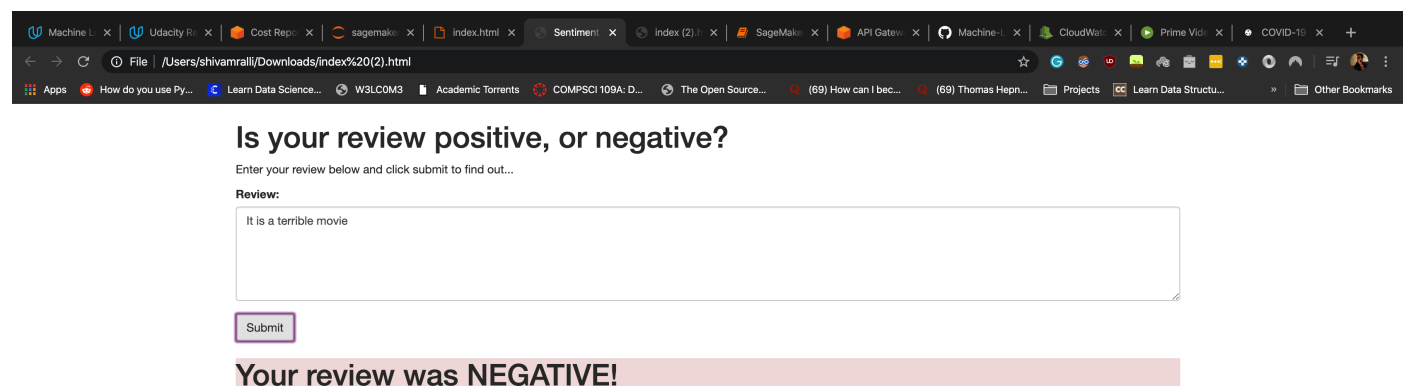 Machine L
Udacity Re
Cost Repo
sagemaker
index.html
Sentiment
index (2).h
SageMake
API Gatew
Machine-L
CloudWatc
Prime Vide
COVID-19
File /Users/shivamralli/Downloads/index%20(2).html
Apps
How do you use Py...
Learn Data Science...
W3LC0M3
Academic Torrents
COMPSCI 109A: D...
The Open Source...
(69) How can I bec...
(69) Thomas Hepn...
Projects
Learn Data Structu...
»
Other Bookmarks
Is your review positive, or negative?
Enter your review below and click submit to find out...
Review:
It is a terrible movie
Submit
Your review was NEGATIVE!